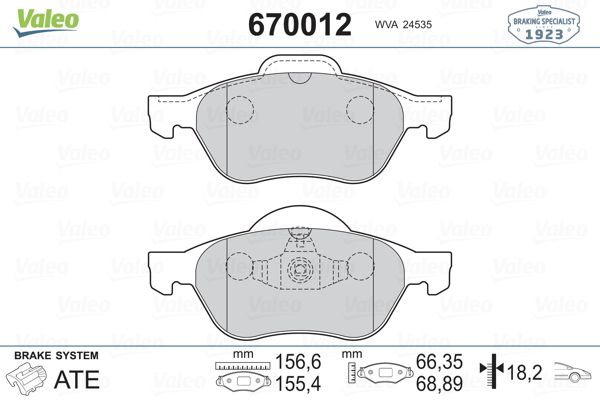 Valeo
670012 WVA 24535
Valeo
BRAKING SPECIALIST
SINCE
1923
BRAKE SYSTEM
ATE
mm
156,6
155,4
mm
66,35
68,89
18,2